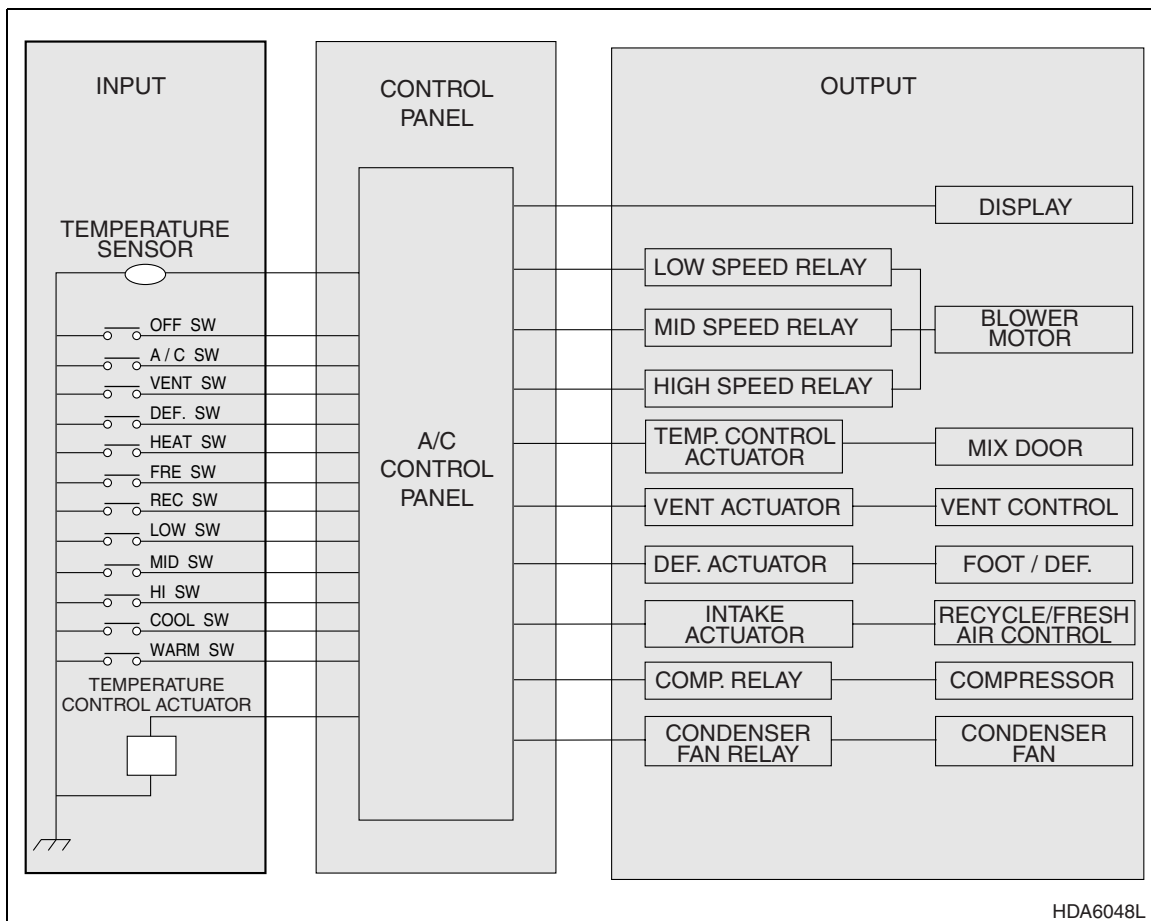 INPUT
TEMPERATURE
SENSOR
OFF SW
A / C SW
VENT SW
DEF. SW
HEAT SW
FRE SW
REC SW
LOW SW
MID SW
HI SW
COOL SW
WARM SW
TEMPERATURE
CONTROL ACTUATOR
CONTROL
PANEL
A/C
CONTROL
PANEL
OUTPUT
DISPLAY
LOW SPEED RELAY
MID SPEED RELAY
HIGH SPEED RELAY
BLOWER
MOTOR
TEMP. CONTROL
ACTUATOR
MIX DOOR
VENT ACTUATOR
VENT CONTROL
DEF. ACTUATOR
FOOT / DEF.
INTAKE
ACTUATOR
RECYCLE/FRESH
AIR CONTROL
COMP. RELAY
COMPRESSOR
CONDENSER
FAN RELAY
CONDENSER
FAN
HDA6048L